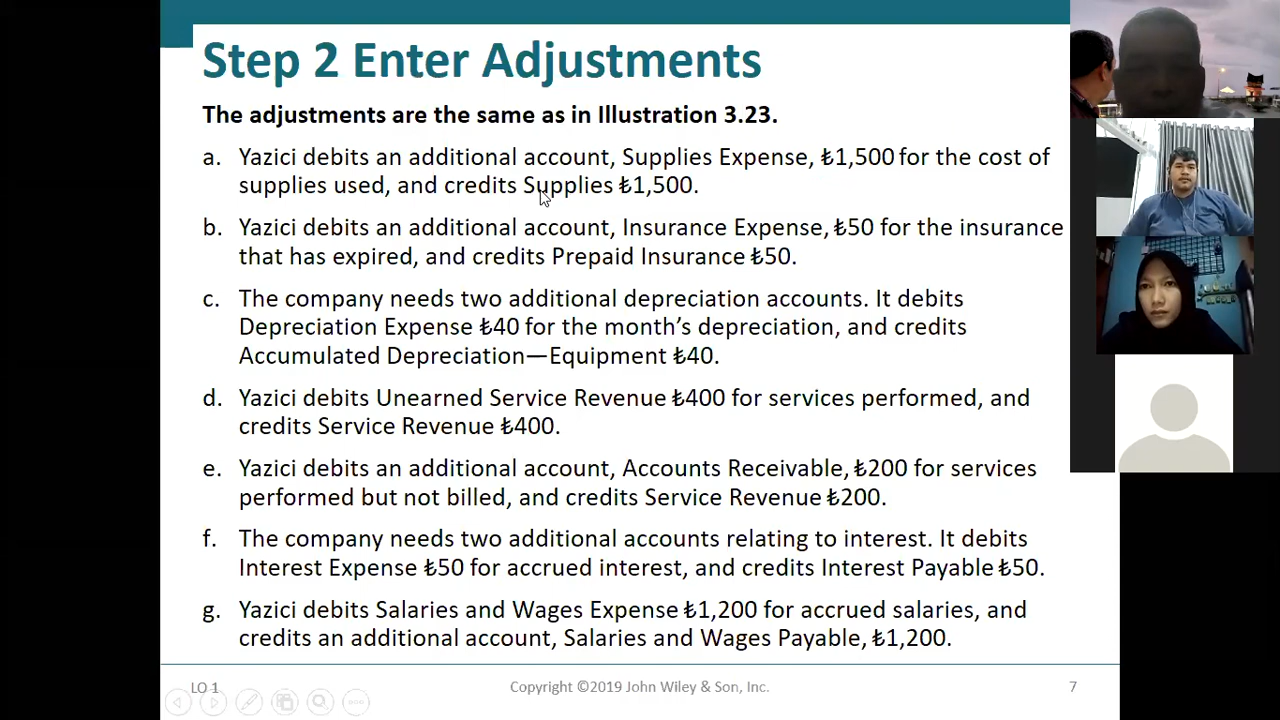 Step 2 Enter Adjustments
The adjustments are the same as in Illustration 3.23.
a. Yazici debits an additional account, Supplies Expense, ₺1,500 for the cost of
supplies used, and credits Supplies ₺1,500.
b. Yazici debits an additional account, Insurance Expense, ₺50 for the insurance
that has expired, and credits Prepaid Insurance ₺50.
c. The company needs two additional depreciation accounts. It debits
Depreciation Expense ₺40 for the month’s depreciation, and credits
Accumulated Depreciation—Equipment ₺40.
d. Yazici debits Unearned Service Revenue ₺400 for services performed, and
credits Service Revenue ₺400.
e. Yazici debits an additional account, Accounts Receivable, ₺200 for services
performed but not billed, and credits Service Revenue ₺200.
f. The company needs two additional accounts relating to interest. It debits
Interest Expense ₺50 for accrued interest, and credits Interest Payable ₺50.
g. Yazici debits Salaries and Wages Expense ₺1,200 for accrued salaries, and
credits an additional account, Salaries and Wages Payable, ₺1,200.
LO 1
Copyright ©2019 John Wiley & Son, Inc.
7